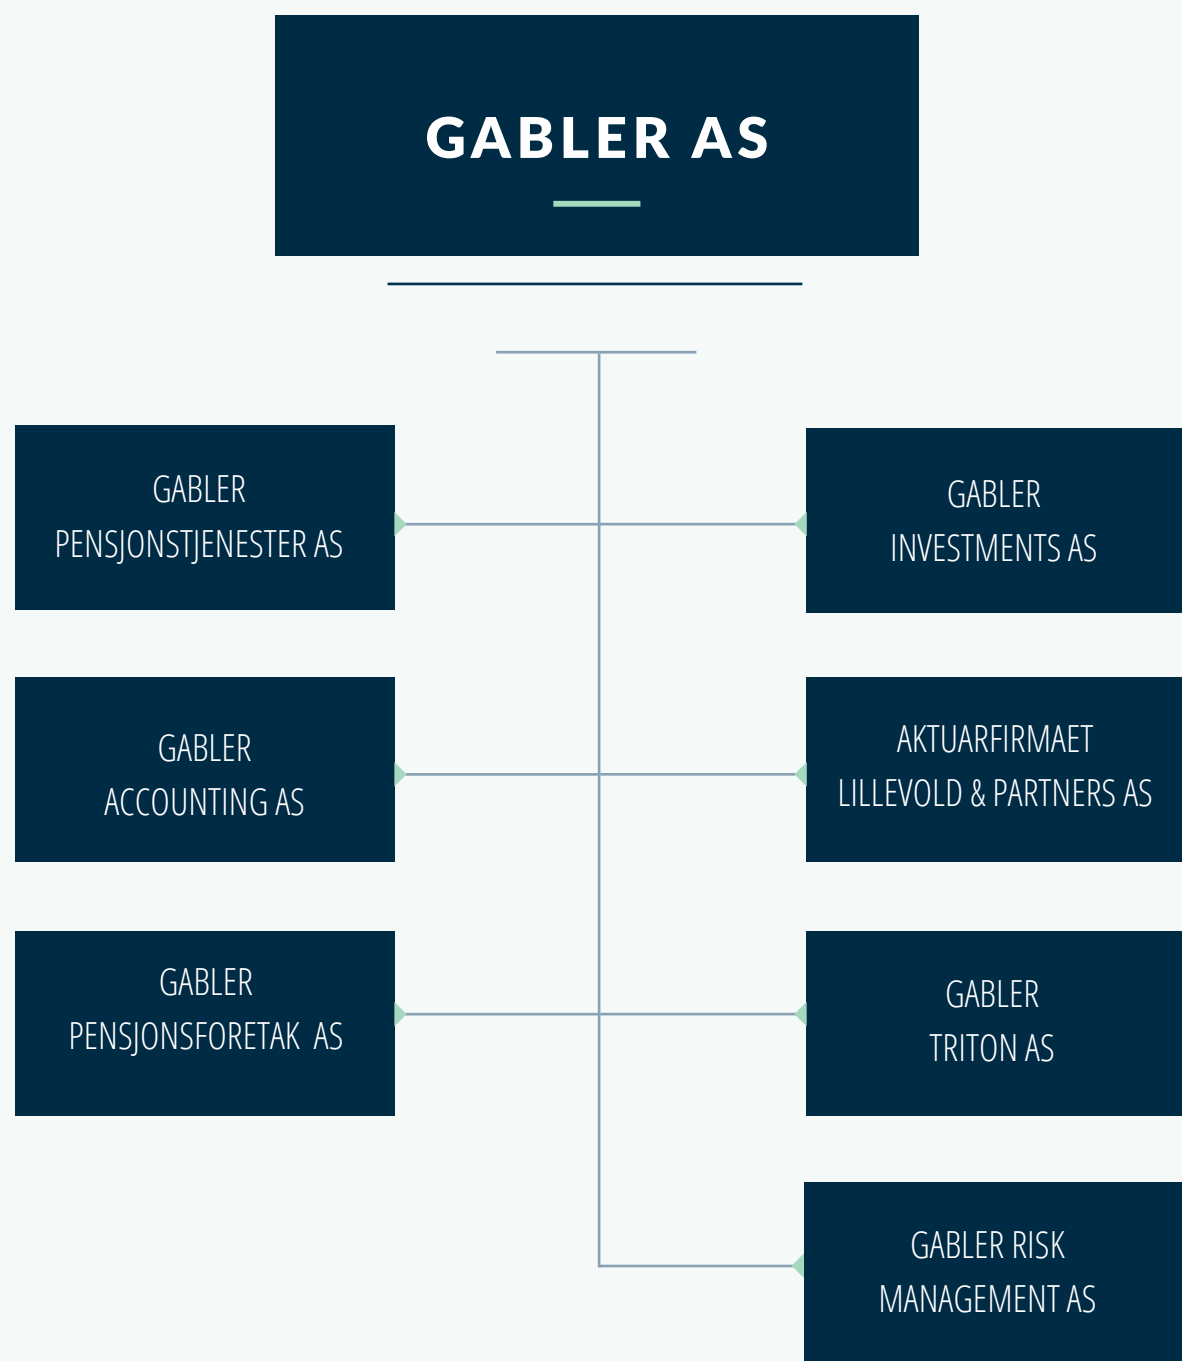 GABLER AS
GABLER
PENSJONSTJENESTER AS
GABLER
INVESTMENTS AS
GABLER
ACCOUNTING AS
AKTUARFIRMAET
LILLEVOLD & PARTNERS AS
GABLER
PENSJONSFORETAK  AS
GABLER
TRITON AS
GABLER RISK
MANAGEMENT AS